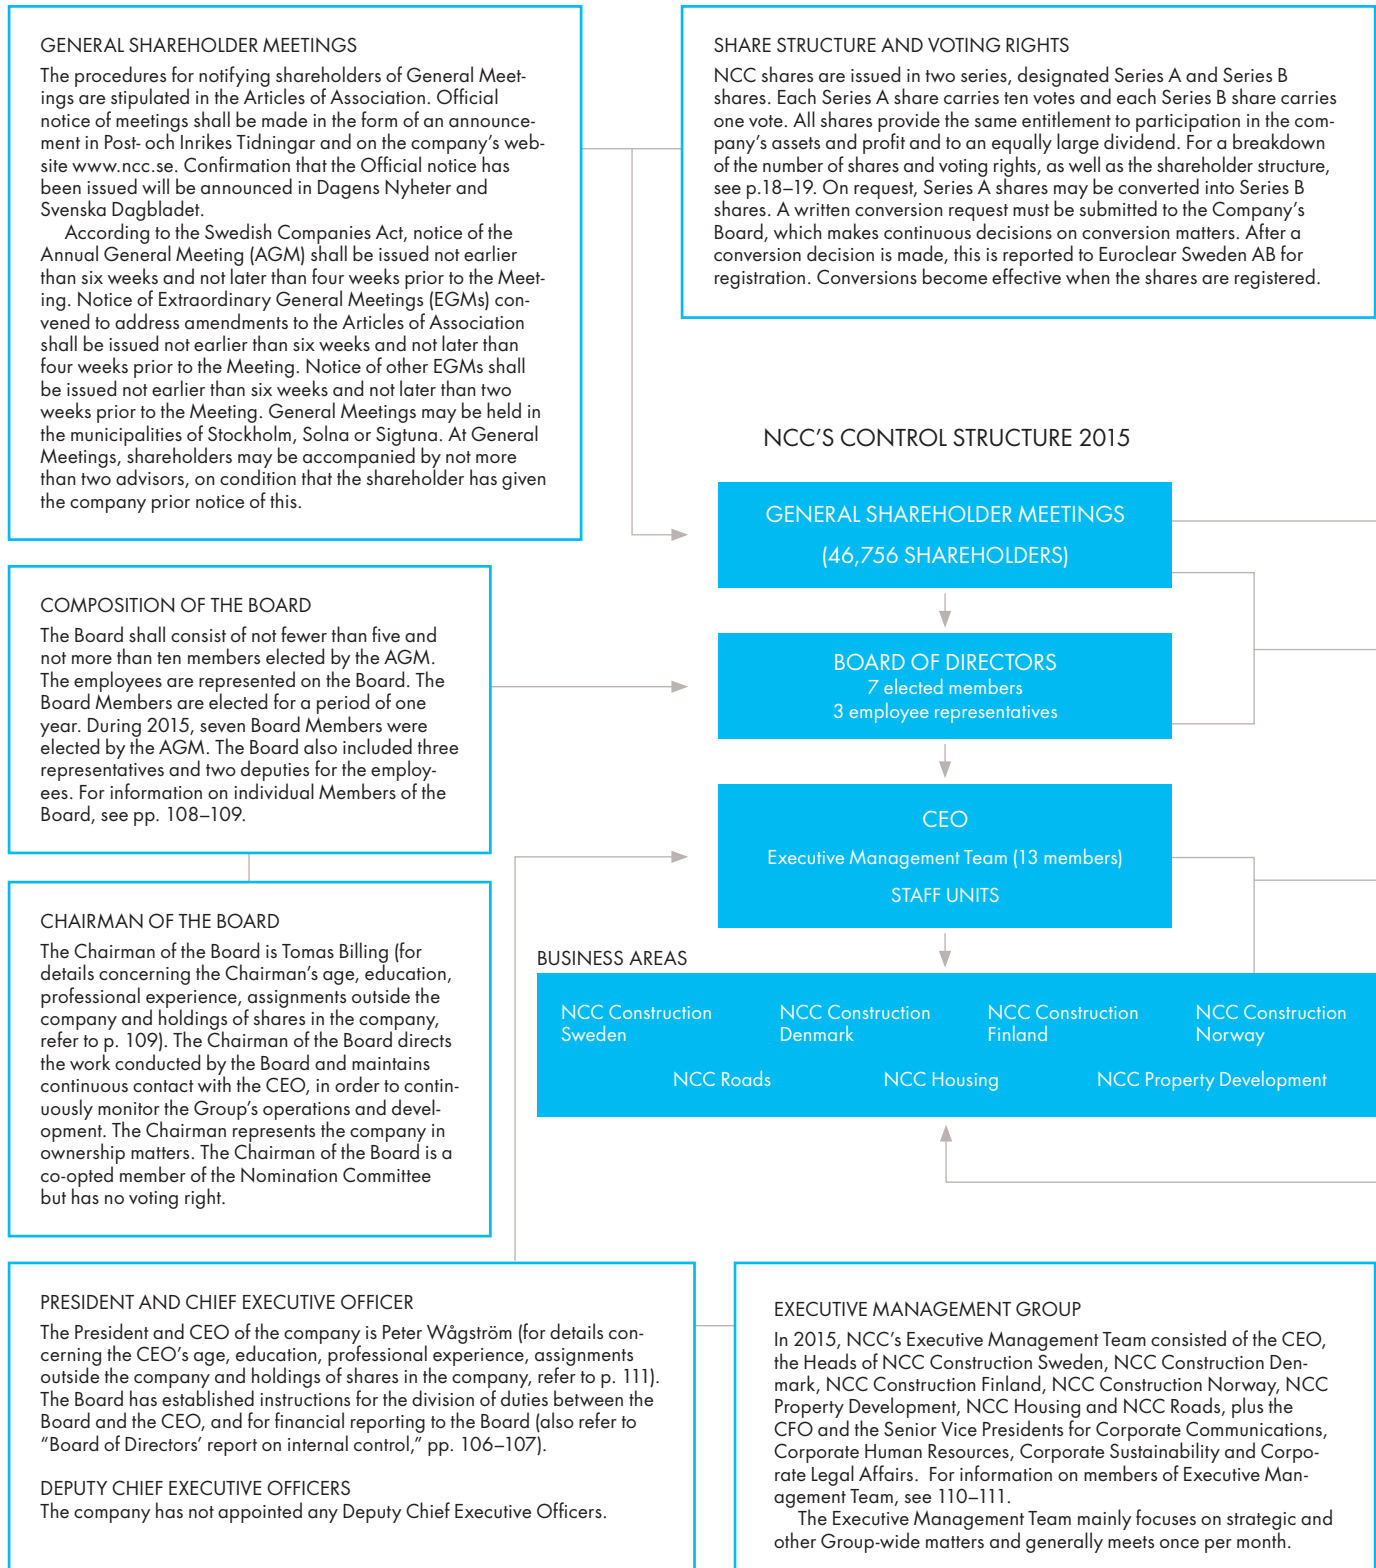 GENERAL SHAREHOLDER MEETINGS
The procedures for notifying shareholders of General Meet-
ings are stipulated in the Articles of Association. Official
notice of meetings shall be made in the form of an announce-
ment in Post- och Inrikes Tidningar and on the company's web-
site www.ncc.se. Confirmation that the Official notice has
been issued will be announced in Dagens Nyheter and
Svenska Dagbladet.
According to the Swedish Companies Act, notice of the
Annual General Meeting (AGM) shall be issued not earlier
than six weeks and not later than four weeks prior to the Meet-
ing. Notice of Extraordinary General Meetings (EGMs) con-
vened to address amendments to the Articles of Association
shall be issued not earlier than six weeks and not later than
four weeks prior to the Meeting. Notice of other EGMs shall
be issued not earlier than six weeks and not later than two
weeks prior to the Meeting. General Meetings may be held in
the municipalities of Stockholm, Solna or Sigtuna. At General
Meetings, shareholders may be accompanied by not more
than two advisors, on condition that the shareholder has given
the company prior notice of this.
SHARE STRUCTURE AND VOTING RIGHTS
NCC shares are issued in two series, designated Series A and Series B
shares. Each Series A share carries ten votes and each Series B share carries
one vote. All shares provide the same entitlement to participation in the com-
pany's assets and profit and to an equally large dividend. For a breakdown
of the number of shares and voting rights, as well as the shareholder structure,
see p.18–19. On request, Series A shares may be converted into Series B
shares. A written conversion request must be submitted to the Company's
Board, which makes continuous decisions on conversion matters. After a
conversion decision is made, this is reported to Euroclear Sweden AB for
registration. Conversions become effective when the shares are registered.
NCC'S CONTROL STRUCTURE 2015
GENERAL SHAREHOLDER MEETINGS
(46,756 SHAREHOLDERS)
BOARD OF DIRECTORS
7 elected members
3 employee representatives
CEO
Executive Management Team (13 members)
STAFF UNITS
BUSINESS AREAS
NCC Construction
Sweden
NCC Construction
Denmark
NCC Construction
Finland
NCC Construction
Norway
NCC Roads
NCC Housing
NCC Property Development
COMPOSITION OF THE BOARD
The Board shall consist of not fewer than five and
not more than ten members elected by the AGM.
The employees are represented on the Board. The
Board Members are elected for a period of one
year. During 2015, seven Board Members were
elected by the AGM. The Board also included three
representatives and two deputies for the employ-
ees. For information on individual Members of the
Board, see pp. 108–109.
CHAIRMAN OF THE BOARD
The Chairman of the Board is Tomas Billing (for
details concerning the Chairman's age, education,
professional experience, assignments outside the
company and holdings of shares in the company,
refer to p. 109). The Chairman of the Board directs
the work conducted by the Board and maintains
continuous contact with the CEO, in order to contin-
uously monitor the Group's operations and devel-
opment. The Chairman represents the company in
ownership matters. The Chairman of the Board is a
co-opted member of the Nomination Committee
but has no voting right.
PRESIDENT AND CHIEF EXECUTIVE OFFICER
The President and CEO of the company is Peter Wågström (for details con-
cerning the CEO's age, education, professional experience, assignments
outside the company and holdings of shares in the company, refer to p. 111).
The Board has established instructions for the division of duties between the
Board and the CEO, and for financial reporting to the Board (also refer to
"Board of Directors' report on internal control," pp. 106–107).
DEPUTY CHIEF EXECUTIVE OFFICERS
The company has not appointed any Deputy Chief Executive Officers.
EXECUTIVE MANAGEMENT GROUP
In 2015, NCC's Executive Management Team consisted of the CEO,
the Heads of NCC Construction Sweden, NCC Construction Den-
mark, NCC Construction Finland, NCC Construction Norway, NCC
Property Development, NCC Housing and NCC Roads, plus the
CFO and the Senior Vice Presidents for Corporate Communications,
Corporate Human Resources, Corporate Sustainability and Corpo-
rate Legal Affairs. For information on members of Executive Man-
agement Team, see 110–111.
The Executive Management Team mainly focuses on strategic and
other Group-wide matters and generally meets once per month.